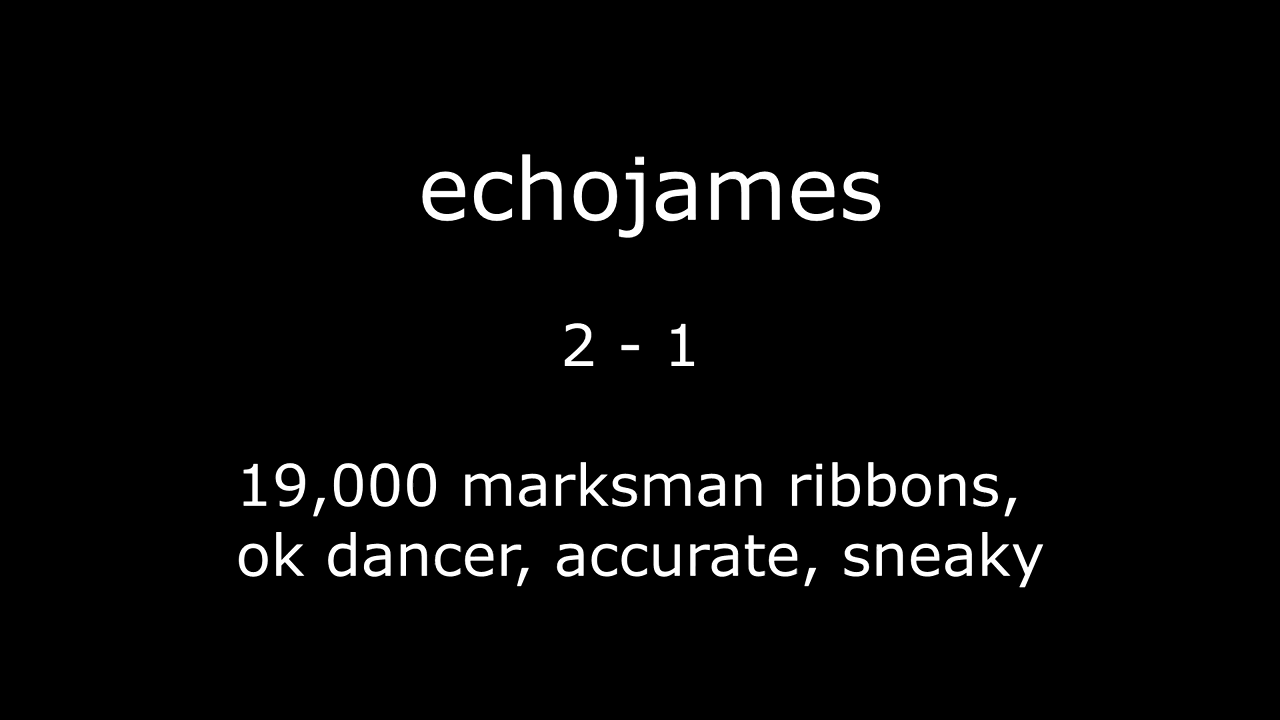 echojames
2 - 1
19,000 marksman ribbons,
ok dancer, accurate, sneaky